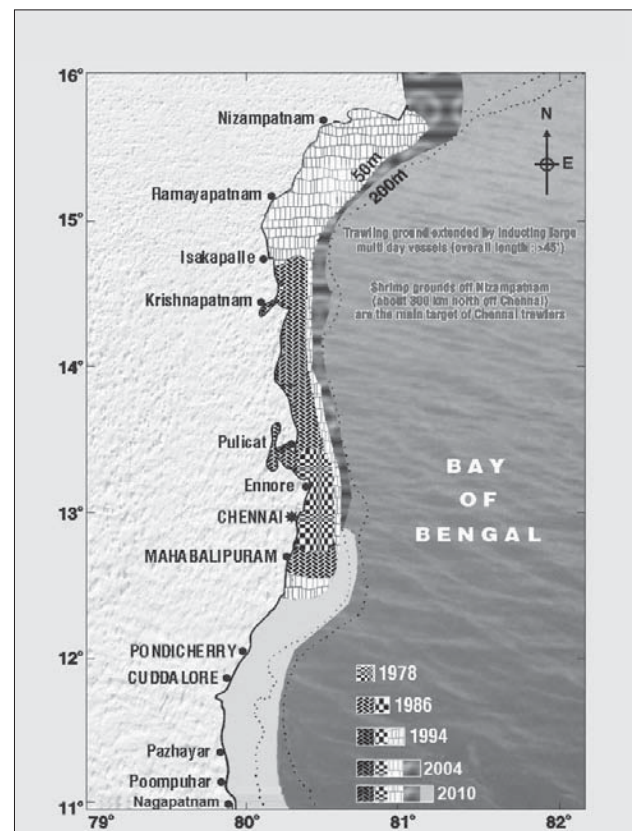 16°
Nizampatnam
N
E
50m
200m
Ramayapatnam
15°
Trawling ground extended by inducting large
multi day vessels (overall length : >45')
Isakapalle
Shrimp grounds off Nizampatnam
(about 300 km north off Chennai)
are the main target of Chennai trawlers
Krishnapatnam
14°
Pulicat
BAY
OF
BENGAL
Ennore
13°
CHENNAI
MAHABALIPURAM
12°
PONDICHERRY
CUDDALORE
1978
1986
1994
Pazhayar
2004
Poompuhar
2010
11°
Nagapatnam
79°
80°
81°
82°